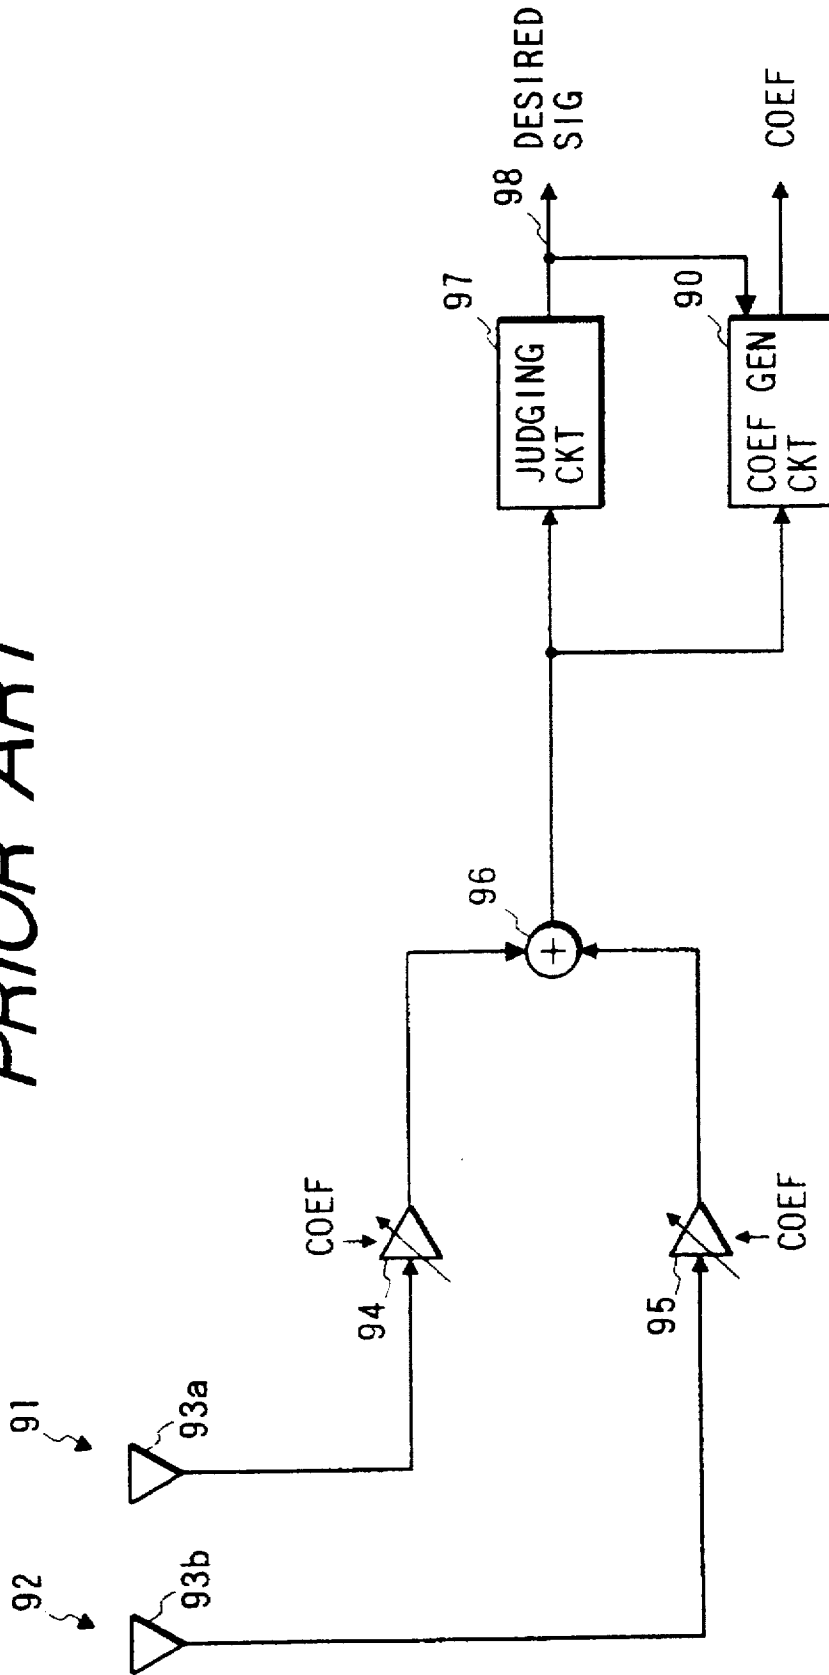 PRIOR ART
91
92
93a
93b
COEF
94
95
COEF
96
97
JUDGING
CKT
98
DESIRED
SIG
90
COEF GEN
CKT
COEF